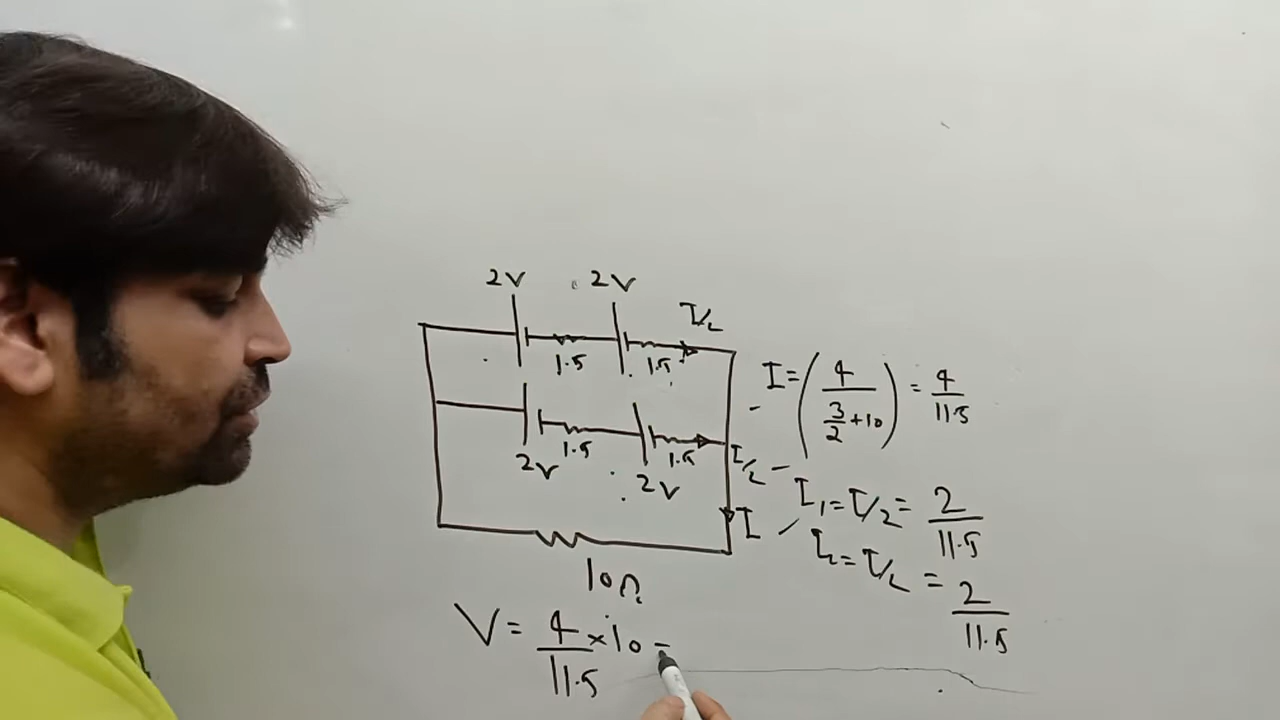 2V 2V I/2
1.5 1.5
I = ( 4 / (3/2 + 10) ) = 4/11.5
1.5 1.5
2V 2V I/2
I₁ = I/2 = 2/11.5
I
I₂ = I/2 = 2/11.5
10Ω
V = 4/11.5 × 10 =